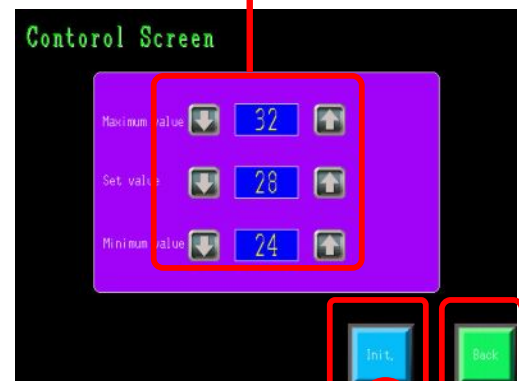 Contorol Screen
Maximum value 32
Set value 28
Minimum value 24
Init. Back